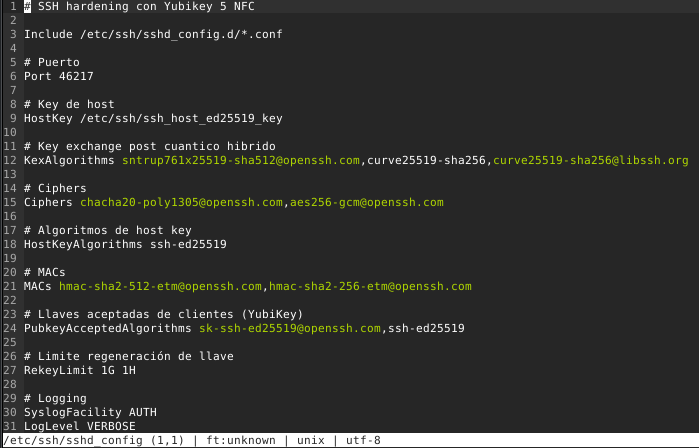 1 # SSH hardening con Yubikey 5 NFC
2
3 Include /etc/ssh/sshd_config.d/*.conf
4
5 # Puerto
6 Port 46217
7
8 # Key de host
9 HostKey /etc/ssh/ssh_host_ed25519_key
10
11 # Key exchange post cuantico hibrido
12 KexAlgorithms sntrup761x25519-sha512@openssh.com,curve25519-sha256,curve25519-sha256@libssh.org
13
14 # Ciphers
15 Ciphers chacha20-poly1305@openssh.com,aes256-gcm@openssh.com
16
17 # Algoritmos de host key
18 HostKeyAlgorithms ssh-ed25519
19
20 # MACs
21 MACs hmac-sha2-512-etm@openssh.com,hmac-sha2-256-etm@openssh.com
22
23 # Llaves aceptadas de clientes (YubiKey)
24 PubkeyAcceptedAlgorithms sk-ssh-ed25519@openssh.com,ssh-ed25519
25
26 # Limite regeneración de llave
27 RekeyLimit 1G 1H
28
29 # Logging
30 SyslogFacility AUTH
31 LogLevel VERBOSE
/etc/ssh/sshd_config (1,1) | ft:unknown | unix | utf-8